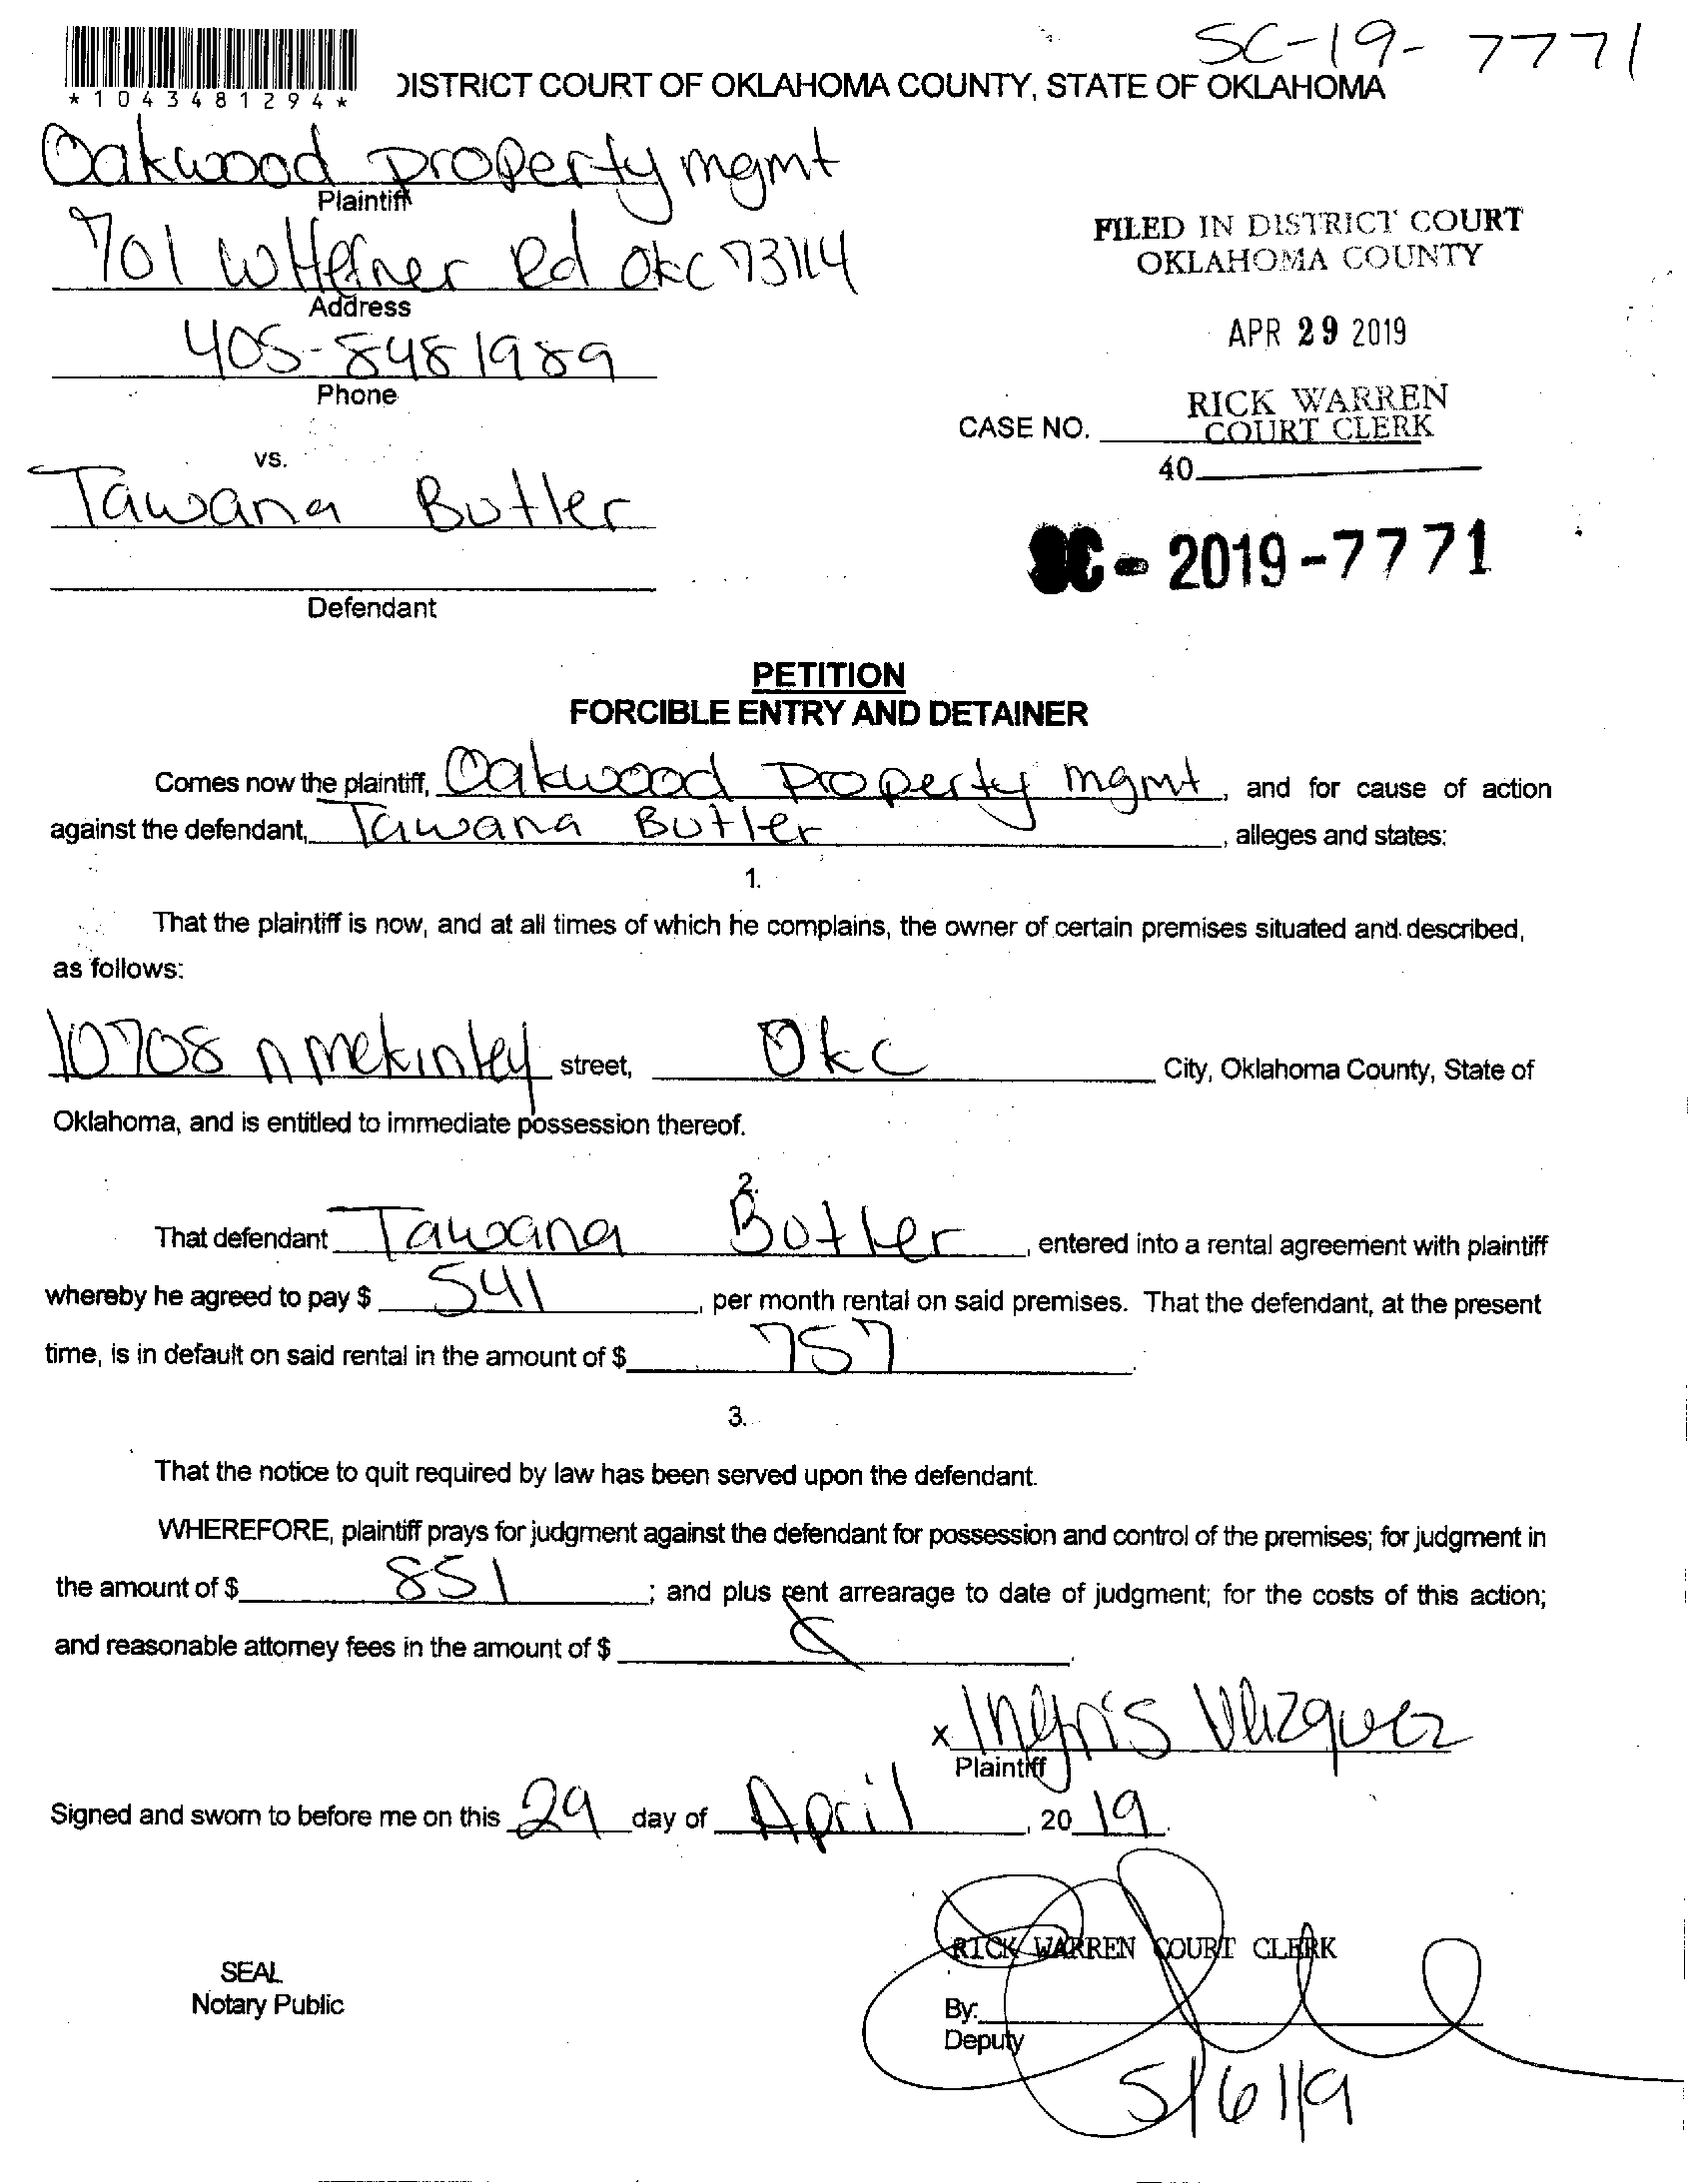 SC-19-7771
*1043481294*
DISTRICT COURT OF OKLAHOMA COUNTY, STATE OF OKLAHOMA
Oakwood property mgmt
Plaintiff
701 W Hefner Rd OKC 73114
Address
405-848 1989
Phone
FILED IN DISTRICT COURT
OKLAHOMA COUNTY
APR 29 2019
RICK WARREN
COURT CLERK
CASE NO.
40
vs.
Tawana Butler
Defendant
SC-2019-7771
PETITION
FORCIBLE ENTRY AND DETAINER
Comes now the plaintiff, Oakwood Property mgmt, and for cause of action
against the defendant, Tawana Butler, alleges and states:
1.
That the plaintiff is now, and at all times of which he complains, the owner of certain premises situated and described,
as follows:
10708 n mckinley street, OKC City, Oklahoma County, State of
Oklahoma, and is entitled to immediate possession thereof.
2.
That defendant Tawana Butler, entered into a rental agreement with plaintiff
whereby he agreed to pay $ 541, per month rental on said premises. That the defendant, at the present
time, is in default on said rental in the amount of $ 757.
3.
That the notice to quit required by law has been served upon the defendant.
WHEREFORE, plaintiff prays for judgment against the defendant for possession and control of the premises; for judgment in
the amount of $ 851; and plus rent arrearage to date of judgment; for the costs of this action;
and reasonable attorney fees in the amount of $
x Ingris Vazquez
Plaintiff
Signed and sworn to before me on this 29 day of April, 20 19.
RICK WARREN COURT CLERK
SEAL
Notary Public
By:
Deputy
5/6/19